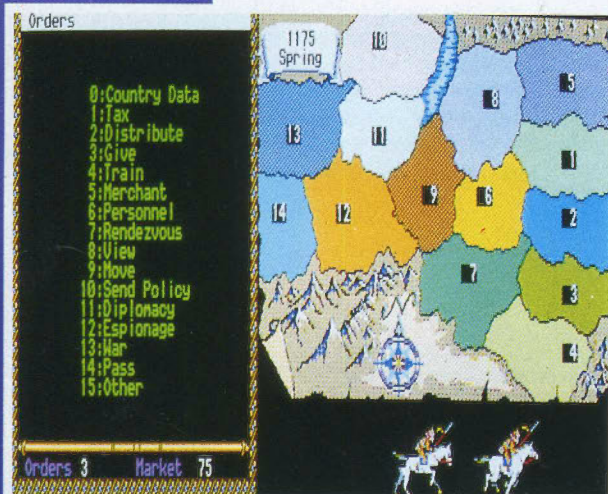 Orders
0:Country Data
1:Tax
2:Distribute
3:Give
4:Train
5:Merchant
6:Personnel
7:Rendezvous
8:View
9:Move
10:Send Policy
11:Diplomacy
12:Espionage
13:War
14:Pass
15:Other
Orders 3 Market 75
1175
Spring
10
5
8
13
11
1
9
6
14
12
2
7
3
4